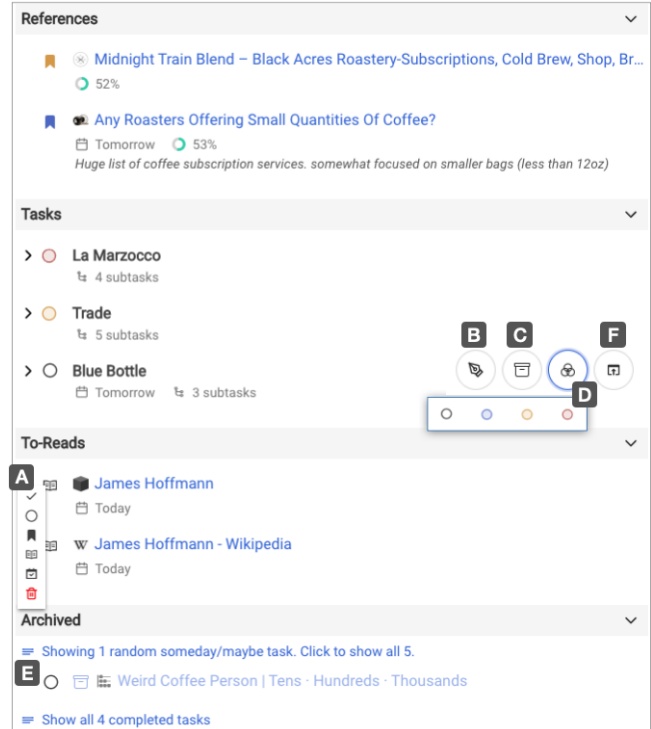 References
Midnight Train Blend – Black Acres Roastery-Subscriptions, Cold Brew, Shop, Br...
52%
Any Roasters Offering Small Quantities Of Coffee?
Tomorrow 53%
Huge list of coffee subscription services. somewhat focused on smaller bags (less than 12oz)
Tasks
La Marzocco
4 subtasks
Trade
5 subtasks
B C F
Blue Bottle
Tomorrow 3 subtasks
D
To-Reads
A
James Hoffmann
Today
W James Hoffmann - Wikipedia
Today
Archived
Showing 1 random someday/maybe task. Click to show all 5.
E
Weird Coffee Person | Tens · Hundreds · Thousands
Show all 4 completed tasks